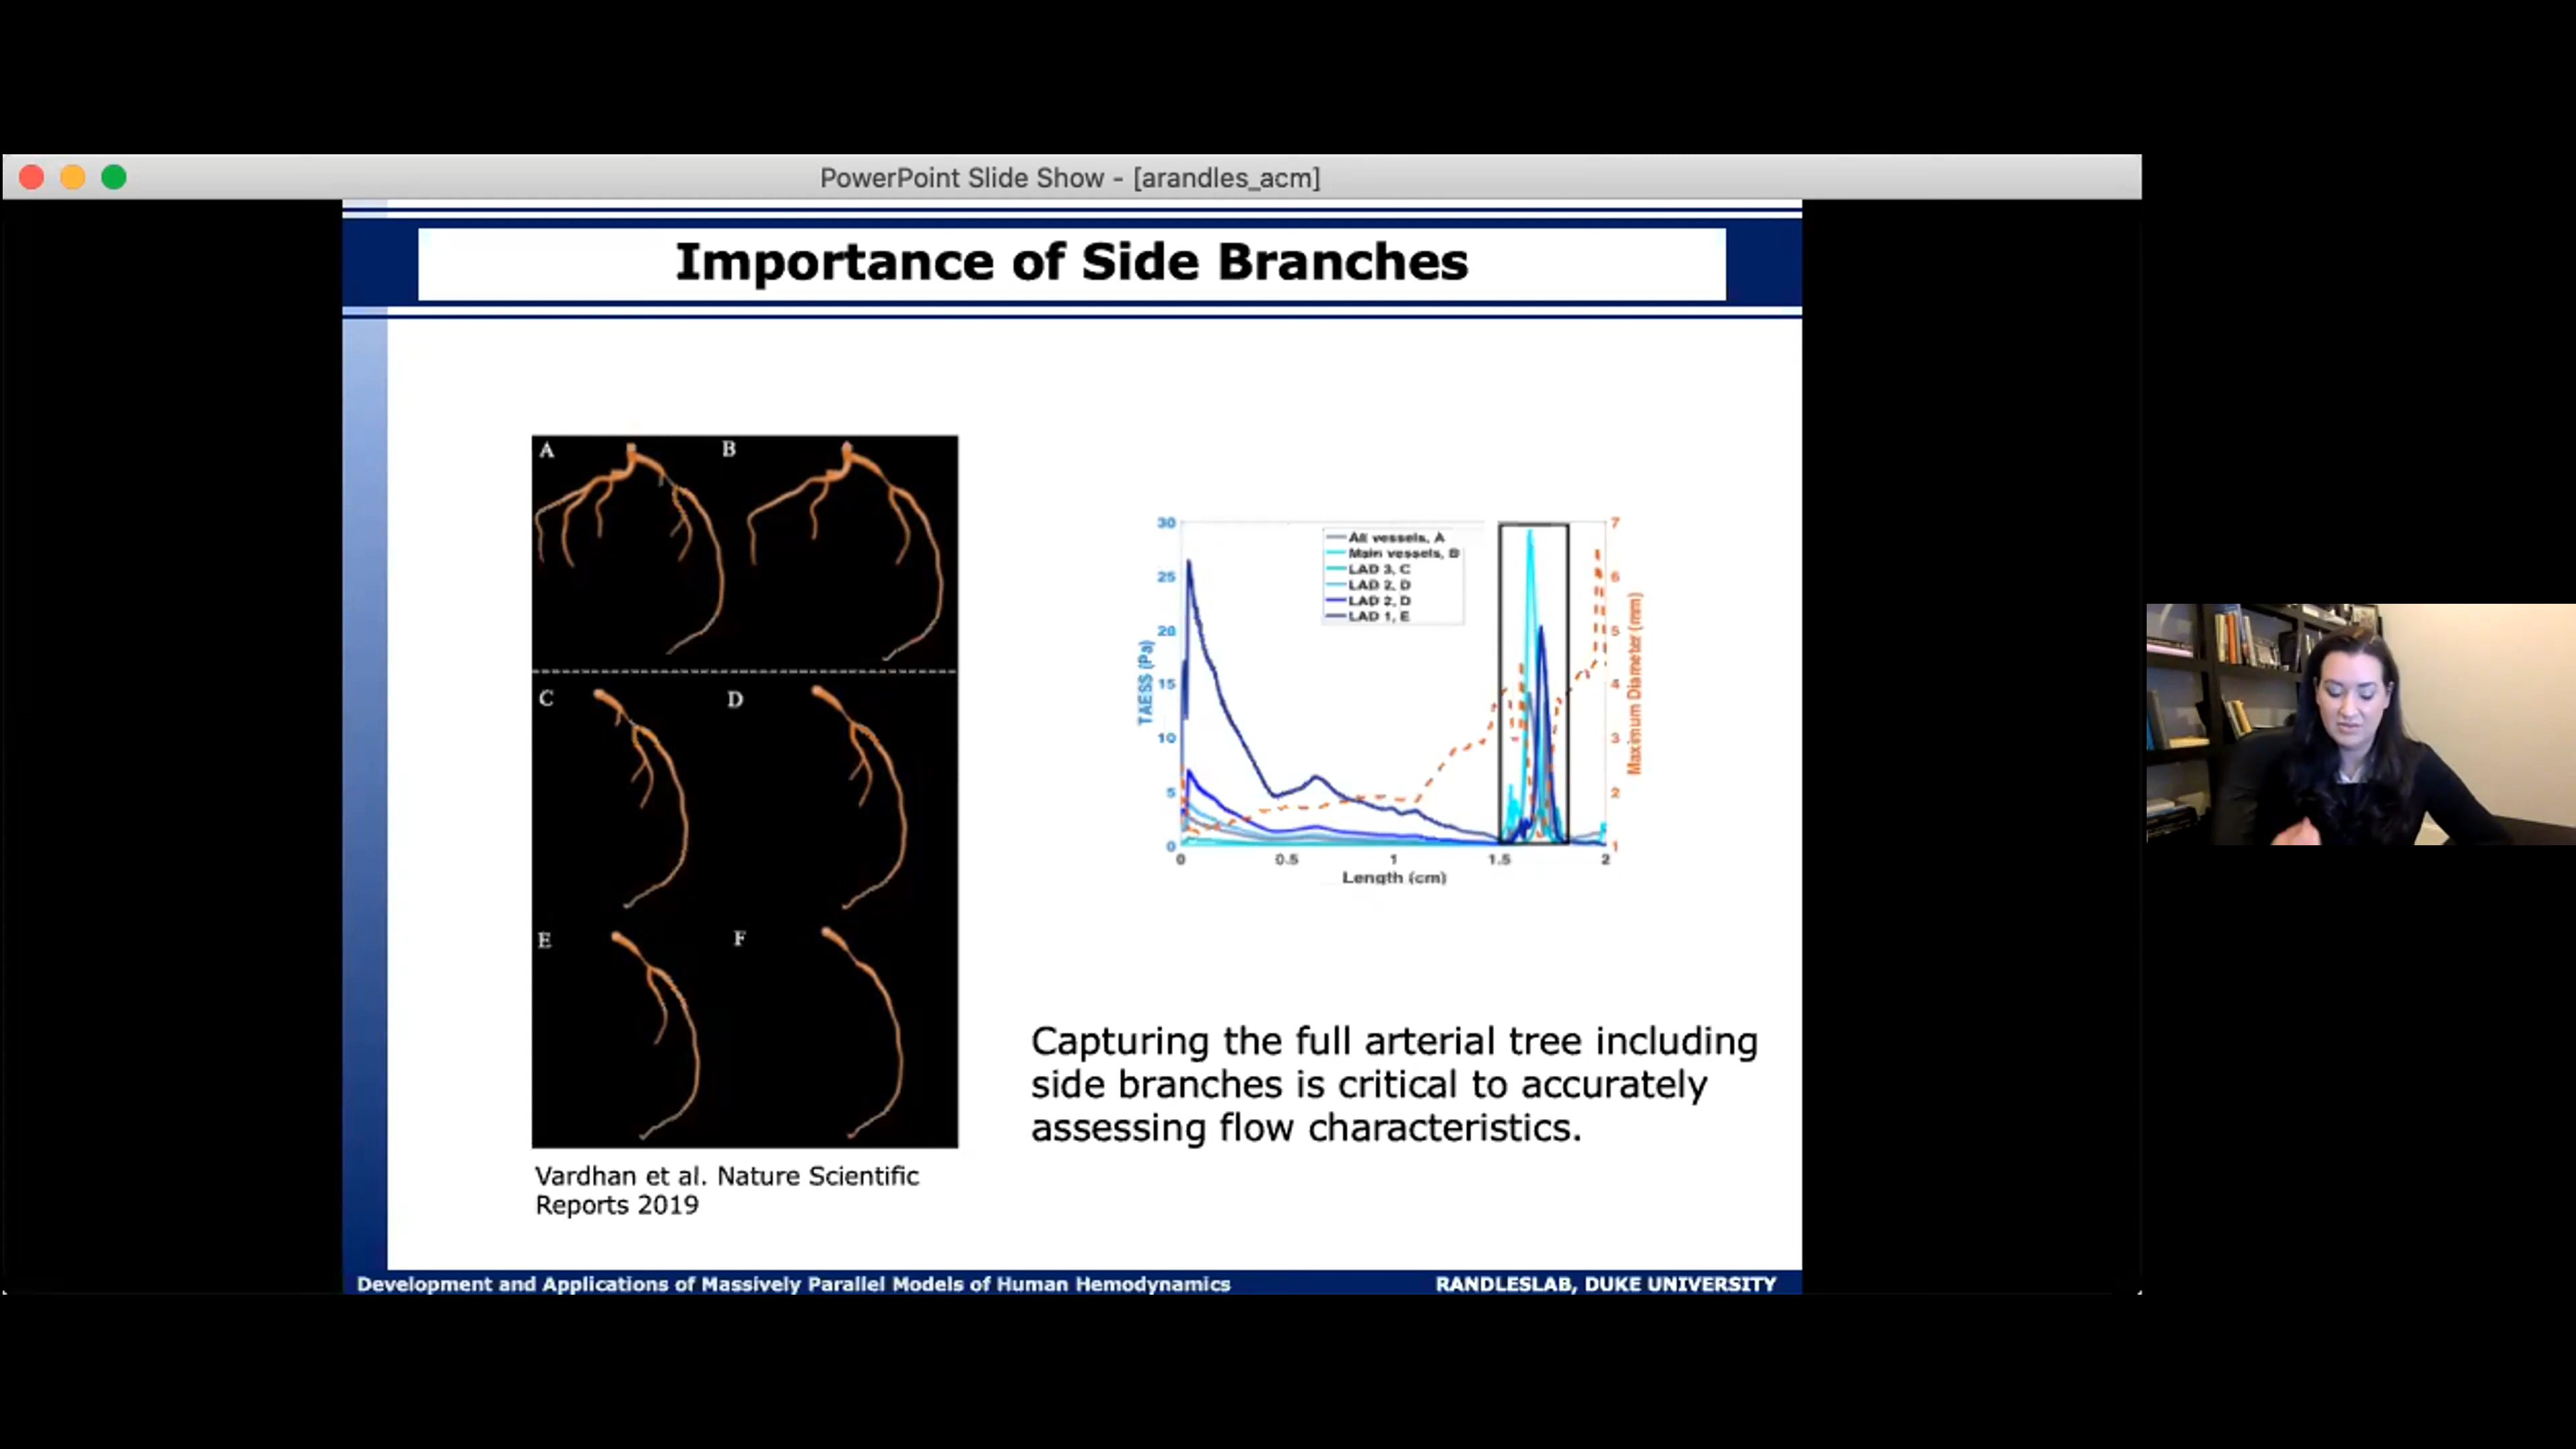 PowerPoint Slide Show - [arandles_acm]
Importance of Side Branches
A
B
C
D
E
F
Vardhan et al. Nature Scientific
Reports 2019
30
25
20
15
10
5
0
TAESS (Pa)
All vessels, A
Main vessels, B
LAD 3, C
LAD 2, D
LAD 2, D
LAD 1, E
7
6
5
4
3
2
1
Maximum Diameter (mm)
0
0.5
1
1.5
2
Length (cm)
Capturing the full arterial tree including
side branches is critical to accurately
assessing flow characteristics.
Development and Applications of Massively Parallel Models of Human Hemodynamics
RANDLESLAB, DUKE UNIVERSITY